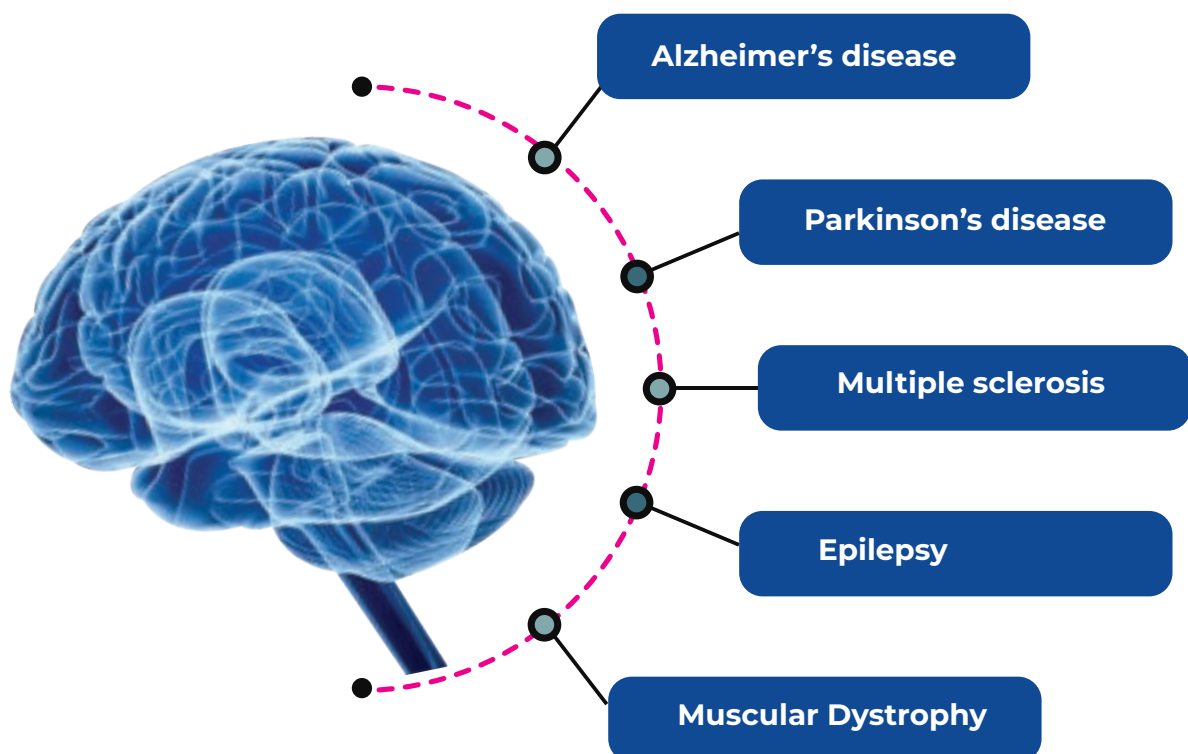 Alzheimer’s disease
Parkinson’s disease
Multiple sclerosis
Epilepsy
Muscular Dystrophy